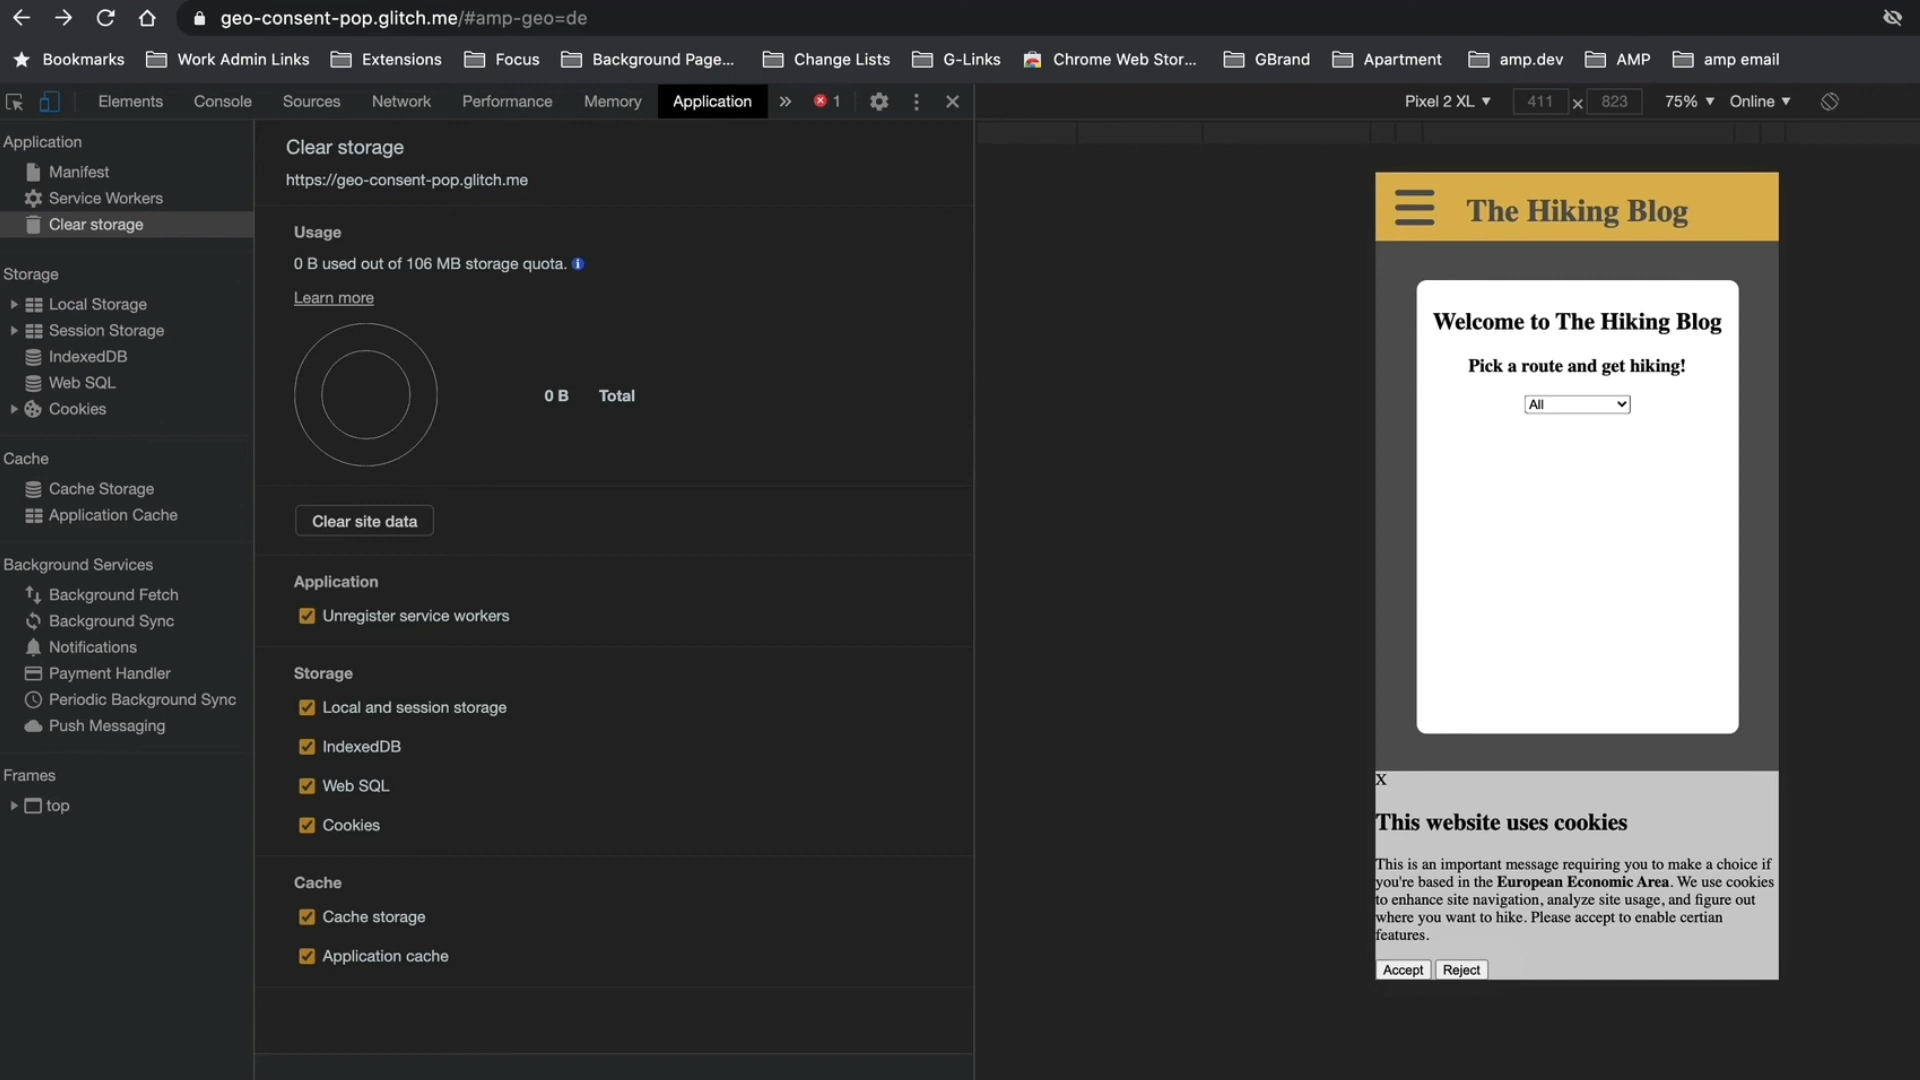 geo-consent-pop.glitch.me/#amp-geo=de
Bookmarks Work Admin Links Extensions Focus Background Page... Change Lists G-Links Chrome Web Stor... GBrand Apartment amp.dev AMP amp email
Elements Console Sources Network Performance Memory Application » 1
Pixel 2 XL 411 x 823 75% Online
Application
Manifest
Service Workers
Clear storage
Storage
Local Storage
Session Storage
IndexedDB
Web SQL
Cookies
Cache
Cache Storage
Application Cache
Background Services
Background Fetch
Background Sync
Notifications
Payment Handler
Periodic Background Sync
Push Messaging
Frames
top
Clear storage
https://geo-consent-pop.glitch.me
Usage
0 B used out of 106 MB storage quota.
Learn more
0 B Total
Clear site data
Application
Unregister service workers
Storage
Local and session storage
IndexedDB
Web SQL
Cookies
Cache
Cache storage
Application cache
The Hiking Blog
Welcome to The Hiking Blog
Pick a route and get hiking!
All
X
This website uses cookies
This is an important message requiring you to make a choice if
you're based in the European Economic Area. We use cookies
to enhance site navigation, analyze site usage, and figure out
where you want to hike. Please accept to enable certian
features.
Accept Reject